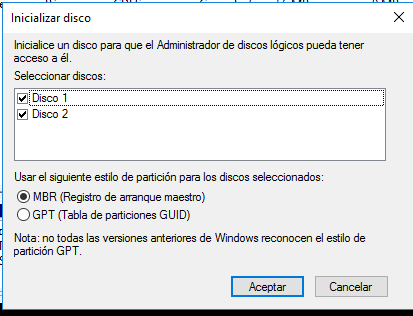 Inicializar disco
Inicialice un disco para que el Administrador de discos lógicos pueda tener
acceso a él.
Seleccionar discos:
Disco 1
Disco 2
Usar el siguiente estilo de partición para los discos seleccionados:
MBR (Registro de arranque maestro)
GPT (Tabla de particiones GUID)
Nota: no todas las versiones anteriores de Windows reconocen el estilo de
partición GPT.
Aceptar
Cancelar